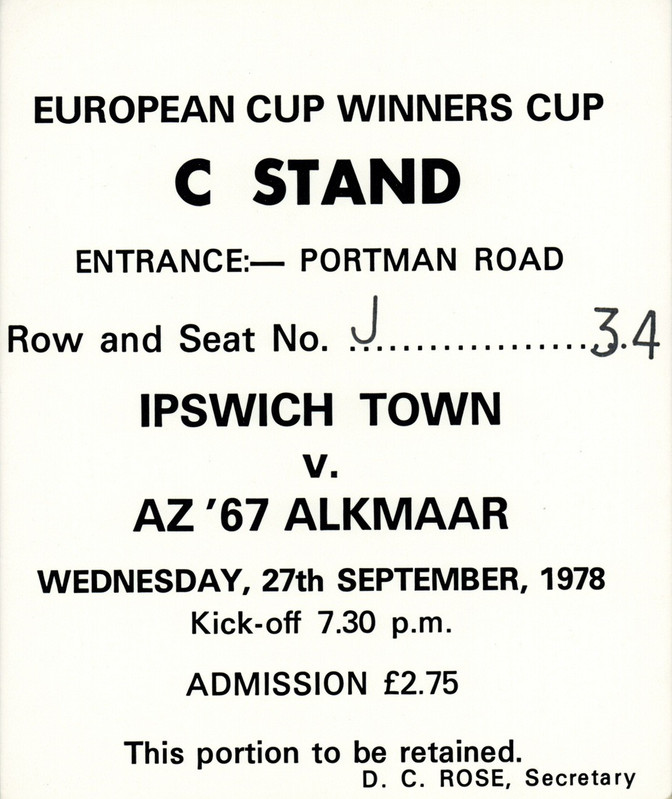 EUROPEAN CUP WINNERS CUP
C STAND
ENTRANCE:— PORTMAN ROAD
Row and Seat No. J....................34
IPSWICH TOWN
v.
AZ '67 ALKMAAR
WEDNESDAY, 27th SEPTEMBER, 1978
Kick-off 7.30 p.m.
ADMISSION £2.75
This portion to be retained.
D. C. ROSE, Secretary